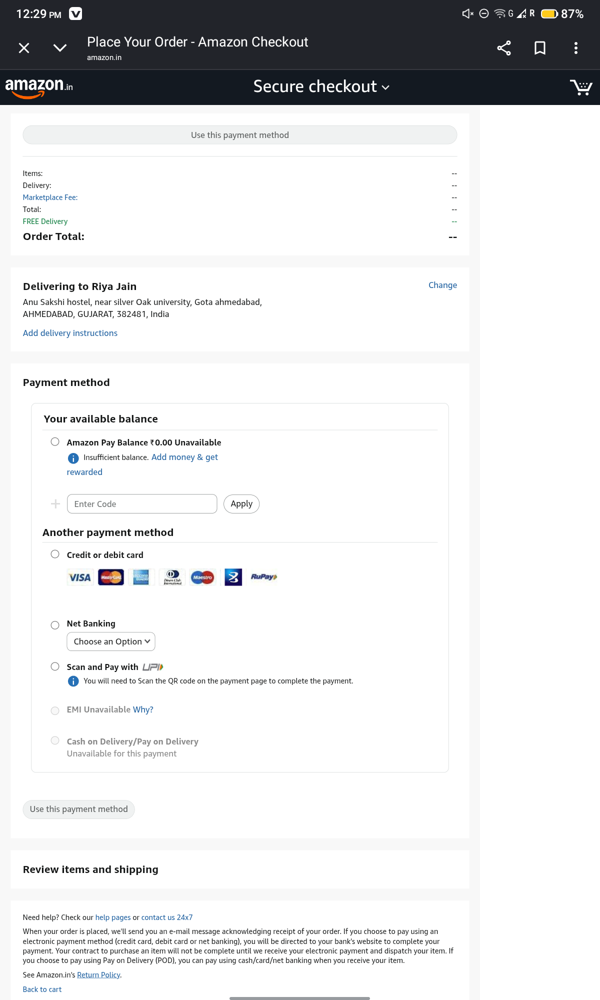 12:29 PM
G R 87%
Place Your Order - Amazon Checkout
amazon.in
amazon.in Secure checkout
Use this payment method
Items: --
Delivery: --
Marketplace Fee: --
Total: --
FREE Delivery --
Order Total: --
Delivering to Riya Jain Change
Anu Sakshi hostel, near silver Oak university, Gota ahmedabad,
AHMEDABAD, GUJARAT, 382481, India
Add delivery instructions
Payment method
Your available balance
Amazon Pay Balance ₹0.00 Unavailable
Insufficient balance. Add money & get
rewarded
Enter Code Apply
Another payment method
Credit or debit card
VISA MasterCard Diners Club International Maestro RuPay
Net Banking
Choose an Option
Scan and Pay with UPI
You will need to Scan the QR code on the payment page to complete the payment.
EMI Unavailable Why?
Cash on Delivery/Pay on Delivery
Unavailable for this payment
Use this payment method
Review items and shipping
Need help? Check our help pages or contact us 24x7
When your order is placed, we'll send you an e-mail message acknowledging receipt of your order. If you choose to pay using an
electronic payment method (credit card, debit card or net banking), you will be directed to your bank's website to complete your
payment. Your contract to purchase an item will not be complete until we receive your electronic payment and dispatch your item. If
you choose to pay using Pay on Delivery (POD), you can pay using cash/card/net banking when you receive your item.
See Amazon.in's Return Policy.
Back to cart